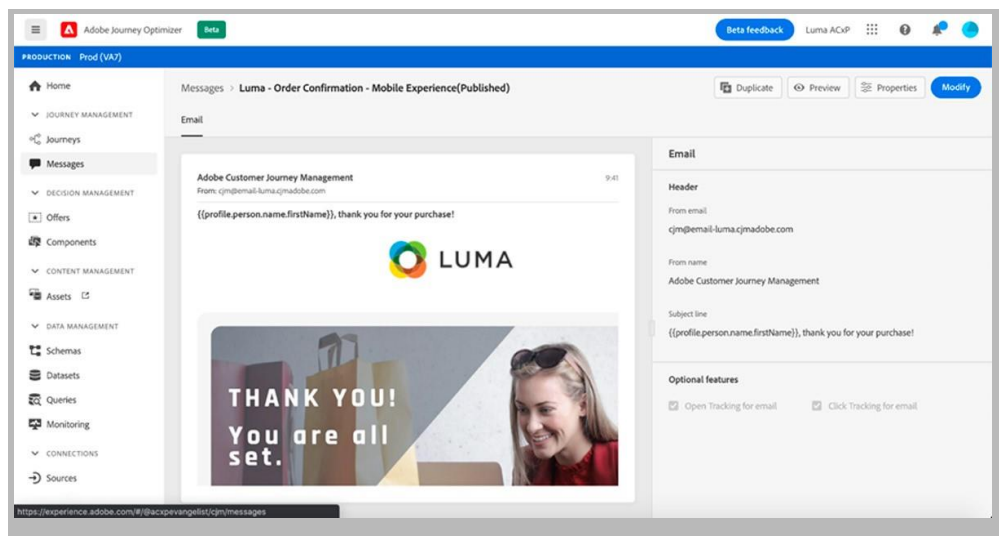 Adobe Journey Optimizer Beta Beta feedback Luma ACxP
PRODUCTION Prod (VA7)
Home
JOURNEY MANAGEMENT
Journeys
Messages
DECISION MANAGEMENT
Offers
Components
CONTENT MANAGEMENT
Assets
DATA MANAGEMENT
Schemas
Datasets
Queries
Monitoring
CONNECTIONS
Sources
https://experience.adobe.com/#/@acxpevangelist/cjm/messages
Messages > Luma - Order Confirmation - Mobile Experience(Published)
Duplicate Preview Properties Modify
Email
Adobe Customer Journey Management 9:41
From: cjm@email-luma.cjmadobe.com
{{profile.person.name.firstName}}, thank you for your purchase!
LUMA
THANK YOU!
You are all
set.
Email
Header
From email
cjm@email-luma.cjmadobe.com
From name
Adobe Customer Journey Management
Subject line
{{profile.person.name.firstName}}, thank you for your purchase!
Optional features
Open Tracking for email Click Tracking for email